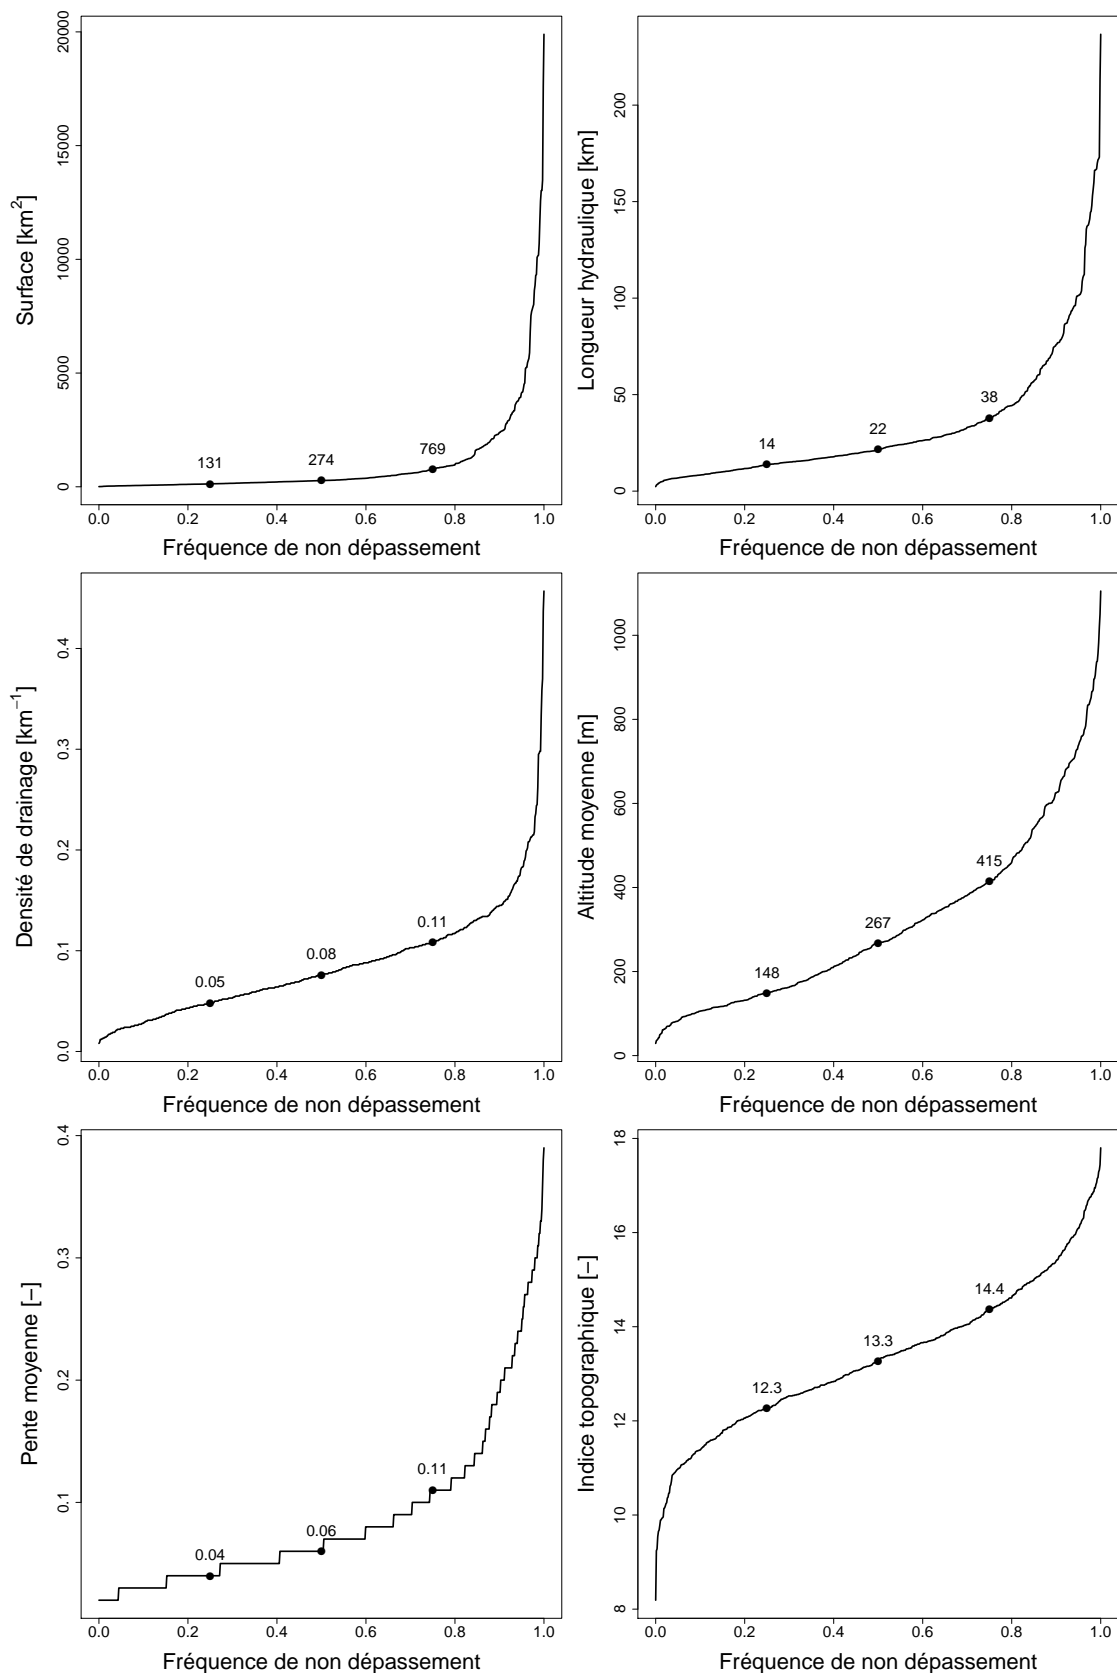 Surface [km²]
20000
15000
10000
5000
0
131
274
769
0.0 0.2 0.4 0.6 0.8 1.0
Fréquence de non dépassement
Longueur hydraulique [km]
200
150
100
50
0
14
22
38
0.0 0.2 0.4 0.6 0.8 1.0
Fréquence de non dépassement
Densité de drainage [km⁻¹]
0.4
0.3
0.2
0.1
0.0
0.05
0.08
0.11
0.0 0.2 0.4 0.6 0.8 1.0
Fréquence de non dépassement
Altitude moyenne [m]
1000
800
600
400
200
0
148
267
415
0.0 0.2 0.4 0.6 0.8 1.0
Fréquence de non dépassement
Pente moyenne [−]
0.4
0.3
0.2
0.1
0.04
0.06
0.11
0.0 0.2 0.4 0.6 0.8 1.0
Fréquence de non dépassement
Indice topographique [−]
18
16
14
12
10
8
12.3
13.3
14.4
0.0 0.2 0.4 0.6 0.8 1.0
Fréquence de non dépassement